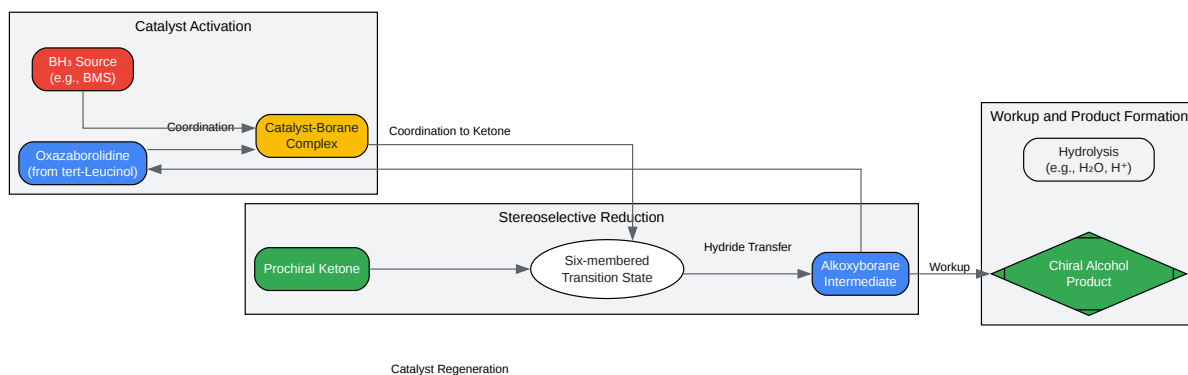 Catalyst Activation
BH₃ Source
(e.g., BMS)
Coordination
Catalyst-Borane
Complex
Oxazaborolidine
(from tert-Leucinol)
Coordination to Ketone
Stereoselective Reduction
Prochiral Ketone
Six-membered
Transition State
Hydride Transfer
Alkoxyborane
Intermediate
Workup
Workup and Product Formation
Hydrolysis
(e.g., H₂O, H⁺)
Chiral Alcohol
Product
Catalyst Regeneration